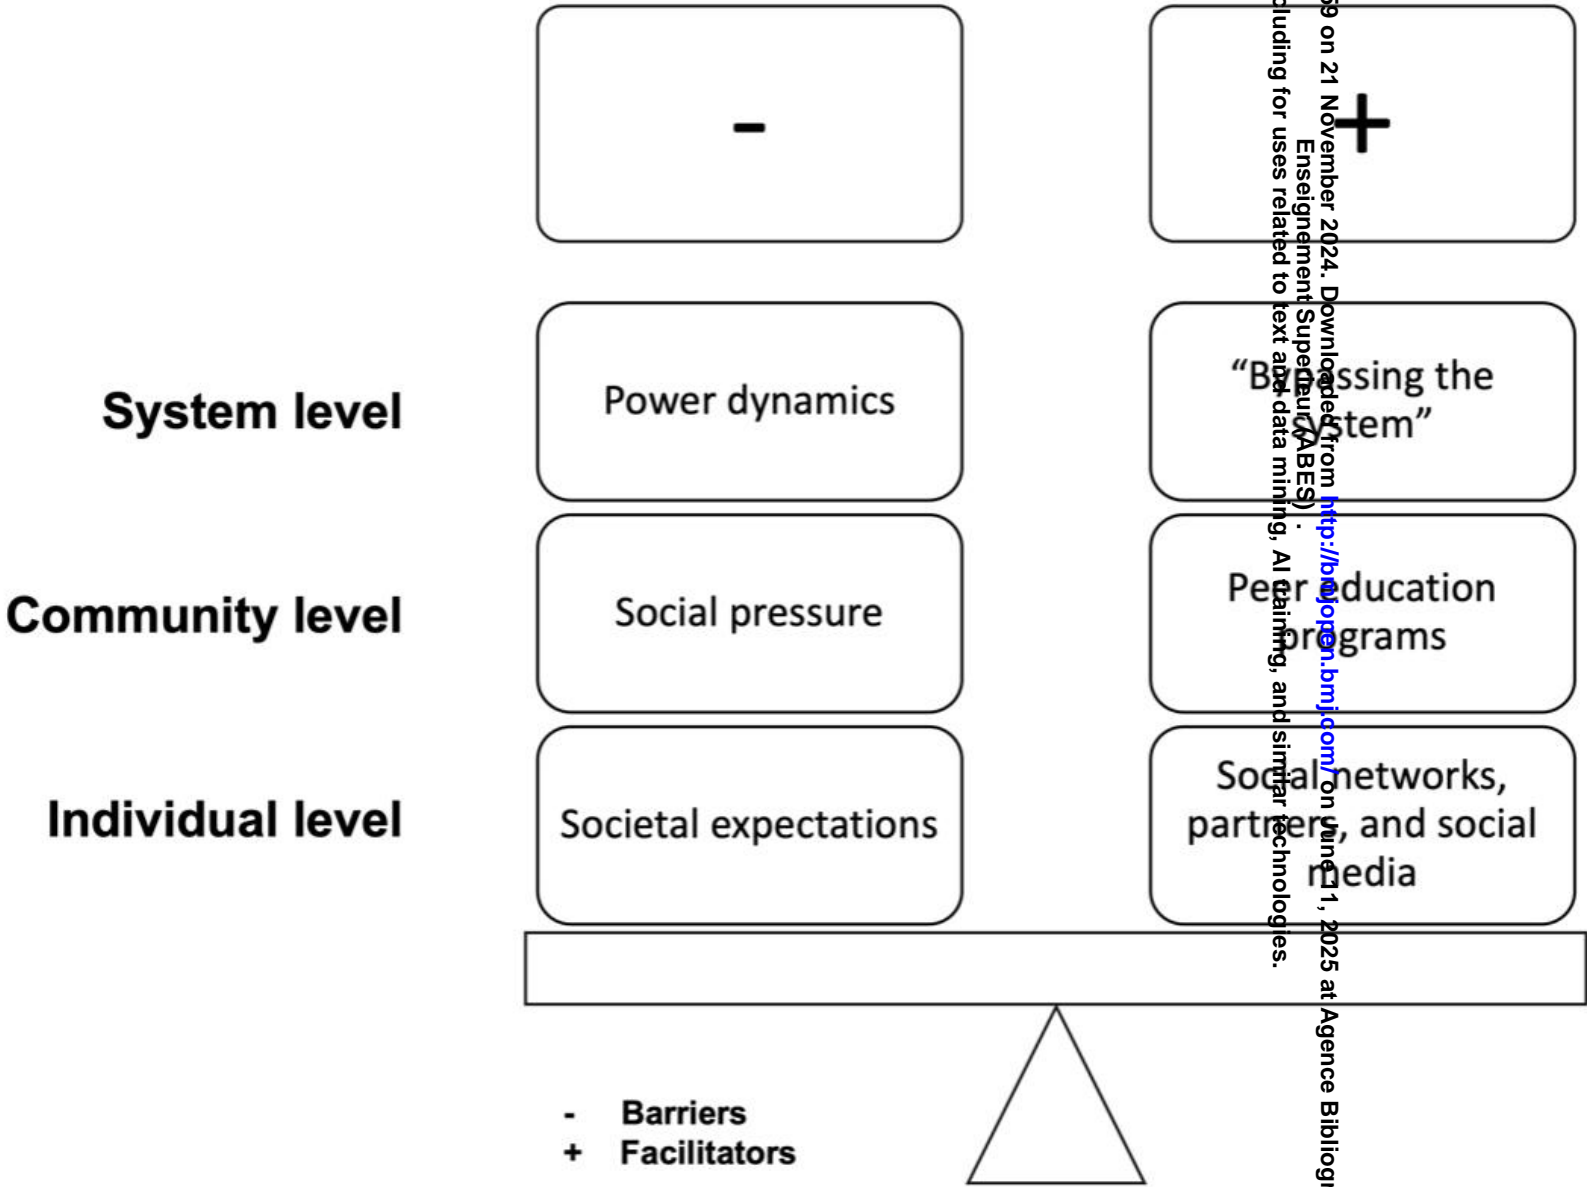 -
+
System level
Power dynamics
“Bypassing the
system”
Community level
Social pressure
Peer education
programs
Individual level
Societal expectations
Social networks,
partners, and social
media
- Barriers
+ Facilitators
on 21 November 2024. Downloaded from http://bmjopen.bmj.com/ on June 11, 2025 at Agence
Enseignement Superieur (ABES) .
for uses related to text and data mining, AI training, and similar technologies.